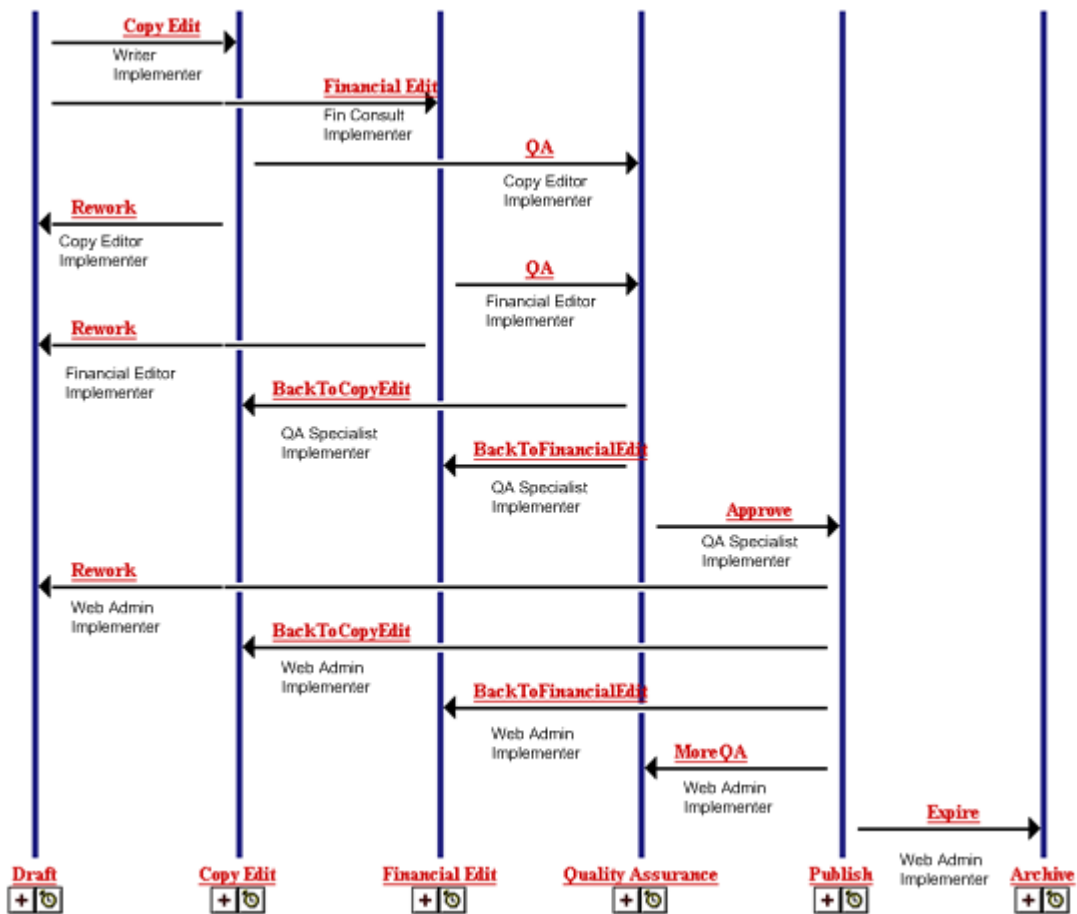 Copy Edit
Writer
Implementer
Financial Edit
Fin Consult
Implementer
QA
Copy Editor
Implementer
Rework
Copy Editor
Implementer
QA
Financial Editor
Implementer
Rework
Financial Editor
Implementer
BackToCopyEdit
QA Specialist
Implementer
BackToFinancialEdit
QA Specialist
Implementer
Approve
QA Specialist
Implementer
Rework
Web Admin
Implementer
BackToCopyEdit
Web Admin
Implementer
BackToFinancialEdit
Web Admin
Implementer
MoreQA
Web Admin
Implementer
Expire
Web Admin
Implementer
Draft Copy Edit Financial Edit Quality Assurance Publish Archive
+ + + + + +